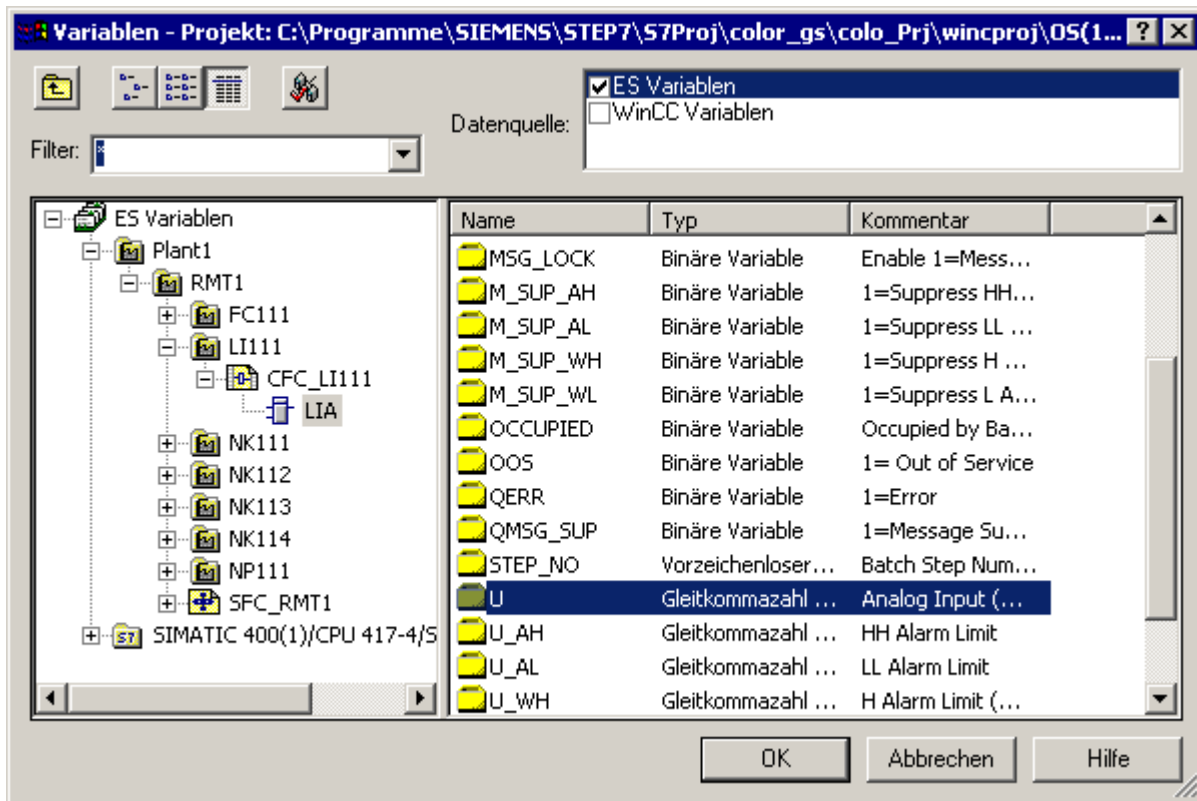 Variablen - Projekt: C:\Programme\SIEMENS\STEP7\S7Proj\color_gs\colo_Prj\wincproj\OS(1...
Datenquelle:
ES Variablen
WinCC Variablen
Filter: *
ES Variablen
Plant1
RMT1
FC111
LI111
CFC_LI111
LIA
NK111
NK112
NK113
NK114
NP111
SFC_RMT1
S7 SIMATIC 400(1)/CPU 417-4/S
Name Typ Kommentar
MSG_LOCK Binäre Variable Enable 1=Mess...
M_SUP_AH Binäre Variable 1=Suppress HH...
M_SUP_AL Binäre Variable 1=Suppress LL ...
M_SUP_WH Binäre Variable 1=Suppress H ...
M_SUP_WL Binäre Variable 1=Suppress L A...
OCCUPIED Binäre Variable Occupied by Ba...
OOS Binäre Variable 1= Out of Service
QERR Binäre Variable 1=Error
QMSG_SUP Binäre Variable 1=Message Su...
STEP_NO Vorzeichenloser... Batch Step Num...
U Gleitkommazahl ... Analog Input (...
U_AH Gleitkommazahl ... HH Alarm Limit
U_AL Gleitkommazahl ... LL Alarm Limit
U_WH Gleitkommazahl ... H Alarm Limit (...
OK Abbrechen Hilfe